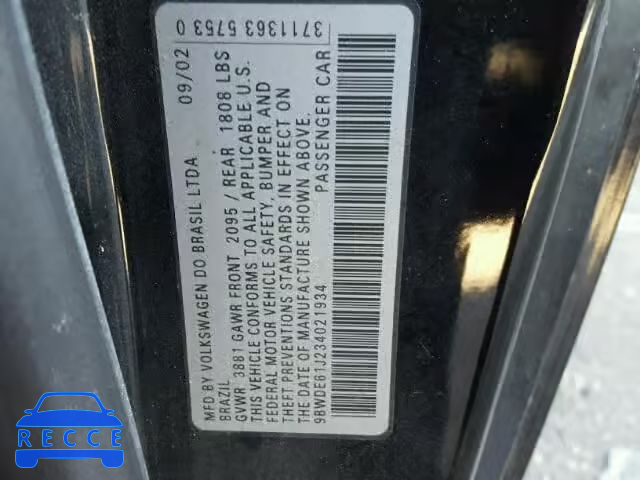 3711363 5753 0
MFD BY VOLKSWAGEN DO BRASIL LTDA 09/02
BRAZIL
GVWR 3881 GAWR FRONT 2095 / REAR 1808 LBS
THIS VEHICLE CONFORMS TO ALL APPLICABLE U.S.
FEDERAL MOTOR VEHICLE SAFETY, BUMPER AND
THEFT PREVENTIONS STANDARDS IN EFFECT ON
THE DATE OF MANUFACTURE SHOWN ABOVE.
9BWDE61J234021934 PASSENGER CAR
RECCE